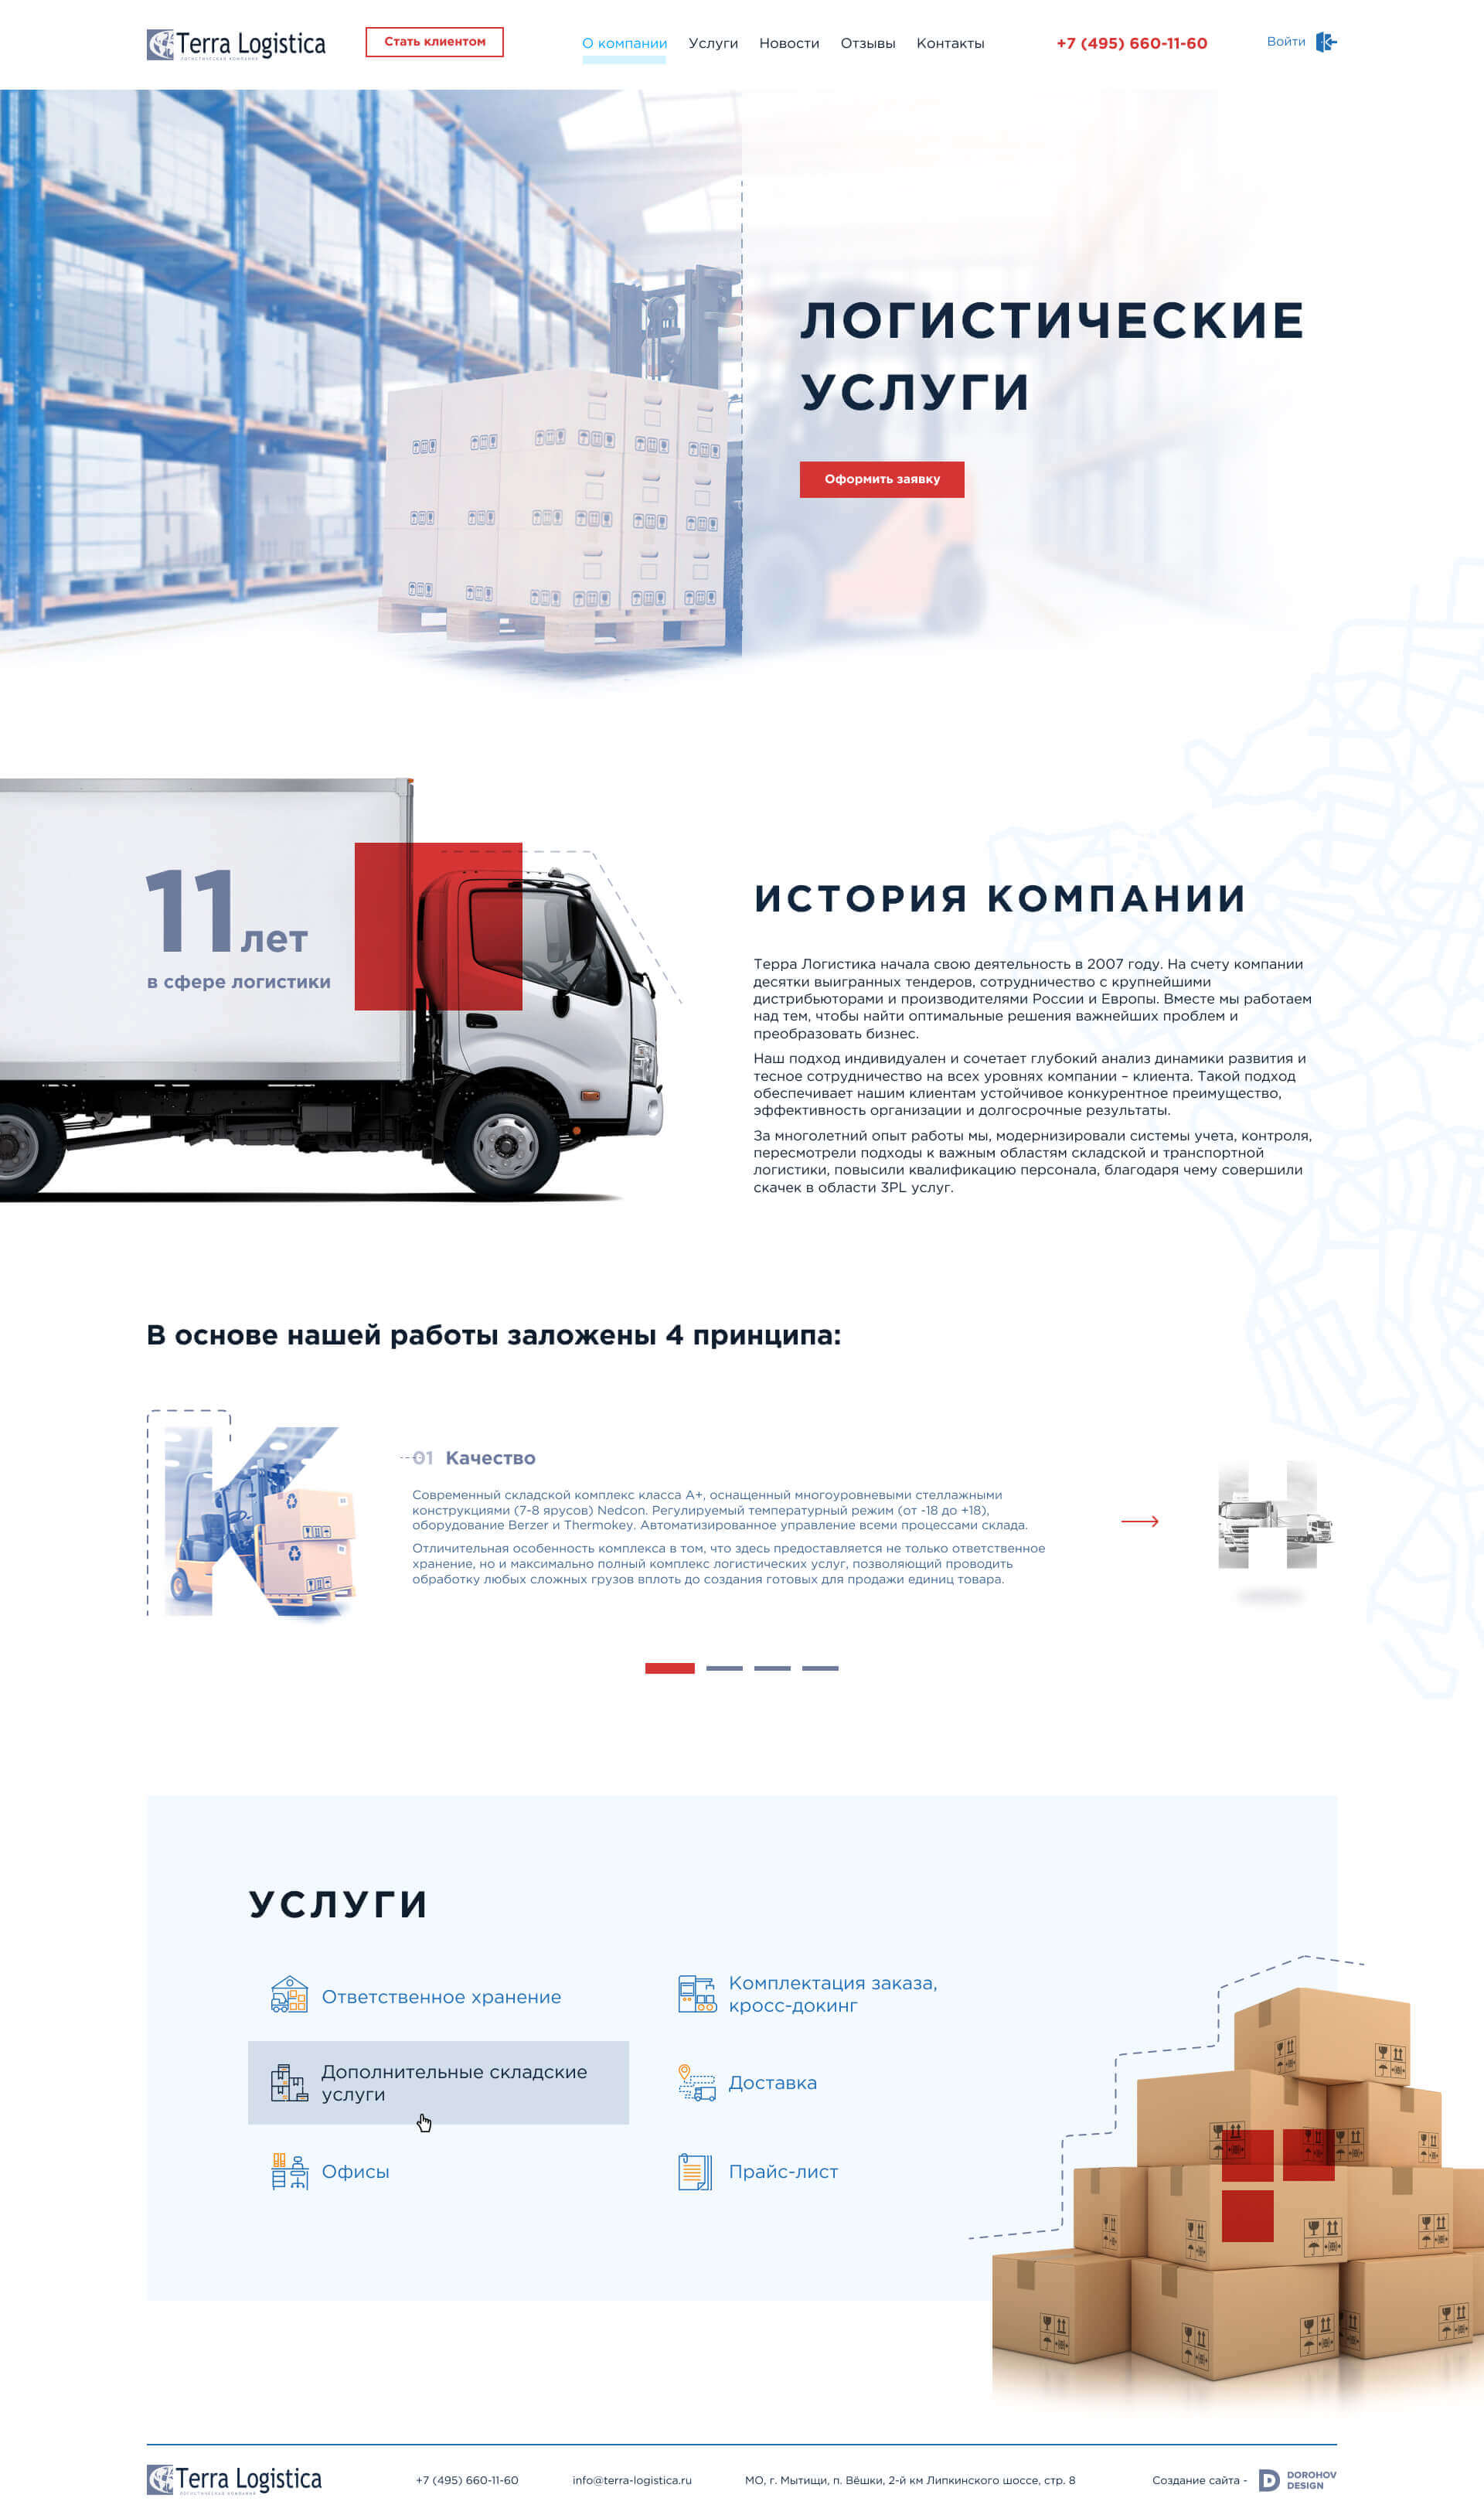 Terra Logistica
ЛОГИСТИЧЕСКАЯ КОМПАНИЯ
Стать клиентом
О компании
Услуги
Новости
Отзывы
Контакты
+7 (495) 660-11-60
Войти
ЛОГИСТИЧЕСКИЕ
УСЛУГИ
Оформить заявку
11 лет
в сфере логистики
ИСТОРИЯ КОМПАНИИ
Терра Логистика начала свою деятельность в 2007 году. На счету компании
десятки выигранных тендеров, сотрудничество с крупнейшими
дистрибьюторами и производителями России и Европы. Вместе мы работаем
над тем, чтобы найти оптимальные решения важнейших проблем и
преобразовать бизнес.
Наш подход индивидуален и сочетает глубокий анализ динамики развития и
тесное сотрудничество на всех уровнях компании – клиента. Такой подход
обеспечивает нашим клиентам устойчивое конкурентное преимущество,
эффективность организации и долгосрочные результаты.
За многолетний опыт работы мы, модернизировали системы учета, контроля,
пересмотрели подходы к важным областям складской и транспортной
логистики, повысили квалификацию персонала, благодаря чему совершили
скачек в области 3PL услуг.
В основе нашей работы заложены 4 принципа:
К
01 Качество
Современный складской комплекс класса А+, оснащенный многоуровневыми стеллажными
конструкциями (7-8 ярусов) Nedcon. Регулируемый температурный режим (от -18 до +18),
оборудование Berzer и Thermokey. Автоматизированное управление всеми процессами склада.
Отличительная особенность комплекса в том, что здесь предоставляется не только ответственное
хранение, но и максимально полный комплекс логистических услуг, позволяющий проводить
обработку любых сложных грузов вплоть до создания готовых для продажи единиц товара.
Н
УСЛУГИ
Ответственное хранение
Комплектация заказа,
кросс-докинг
Дополнительные складские
услуги
Доставка
Офисы
Прайс-лист
Terra Logistica
ЛОГИСТИЧЕСКАЯ КОМПАНИЯ
+7 (495) 660-11-60
info@terra-logistica.ru
МО, г. Мытищи, п. Вёшки, 2-й км Липкинского шоссе, стр. 8
Создание сайта -
DOROHOV
DESIGN